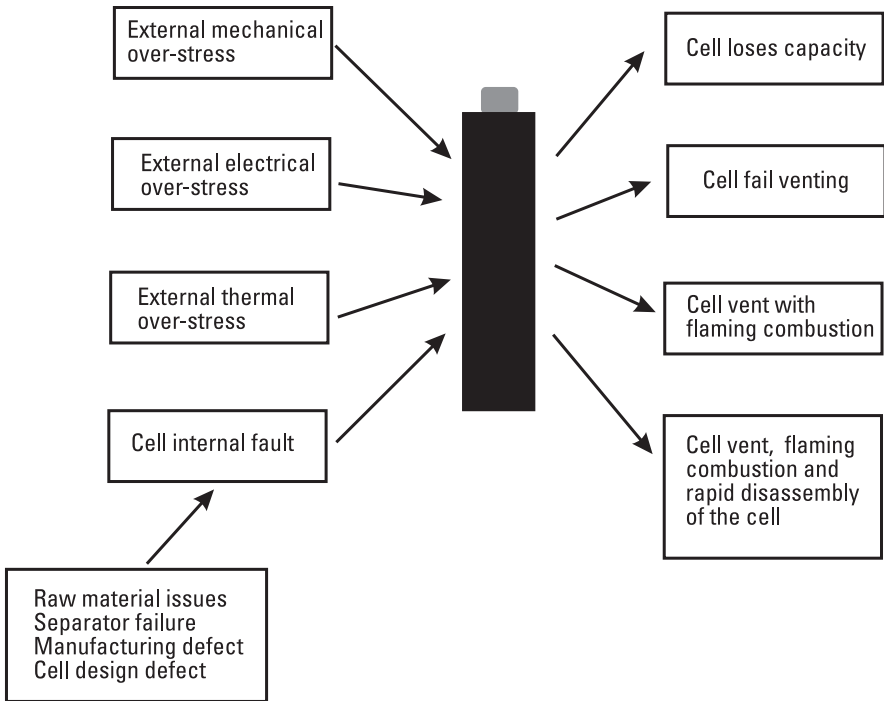 External mechanical
over-stress
External electrical
over-stress
External thermal
over-stress
Cell internal fault
Raw material issues
Separator failure
Manufacturing defect
Cell design defect
Cell loses capacity
Cell fail venting
Cell vent with
flaming combustion
Cell vent, flaming
combustion and
rapid disassembly
of the cell